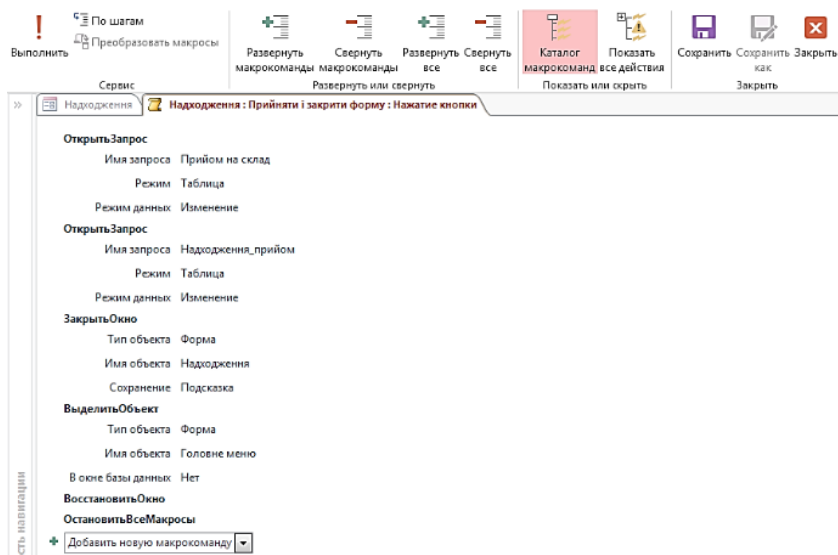 Выполнить
По шагам
Преобразовать макросы
Сервис
Развернуть макрокоманды
Свернуть макрокоманды
Развернуть все
Свернуть все
Развернуть или свернуть
Каталог макрокоманд
Показать все действия
Показать или скрыть
Сохранить
Сохранить как
Закрыть
Закрыть
Надходження
Надходження : Прийняти і закрити форму : Нажатие кнопки
ОткрытьЗапрос
Имя запроса Прийом на склад
Режим Таблица
Режим данных Изменение
ОткрытьЗапрос
Имя запроса Надходження_прийом
Режим Таблица
Режим данных Изменение
ЗакрытьОкно
Тип объекта Форма
Имя объекта Надходження
Сохранение Подсказка
ВыделитьОбъект
Тип объекта Форма
Имя объекта Головне меню
В окне базы данных Нет
ВосстановитьОкно
ОстановитьВсеМакросы
Добавить новую макрокоманду
сть навигации